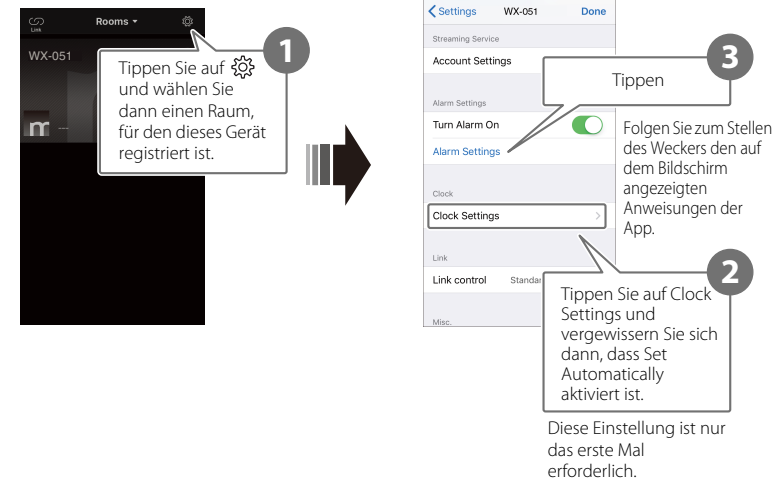 Link
Rooms
WX-051
m
1
Tippen Sie auf
und wählen Sie
dann einen Raum,
für den dieses Gerät
registriert ist.
Settings WX-051 Done
Streaming Service
Account Settings
Alarm Settings
Turn Alarm On
Alarm Settings
Clock
Clock Settings
Link
Link control
Misc.
3
Tippen
Folgen Sie zum Stellen
des Weckers den auf
dem Bildschirm
angezeigten
Anweisungen der
App.
2
Tippen Sie auf Clock
Settings und
vergewissern Sie sich
dann, dass Set
Automatically
aktiviert ist.
Diese Einstellung ist nur
das erste Mal
erforderlich.